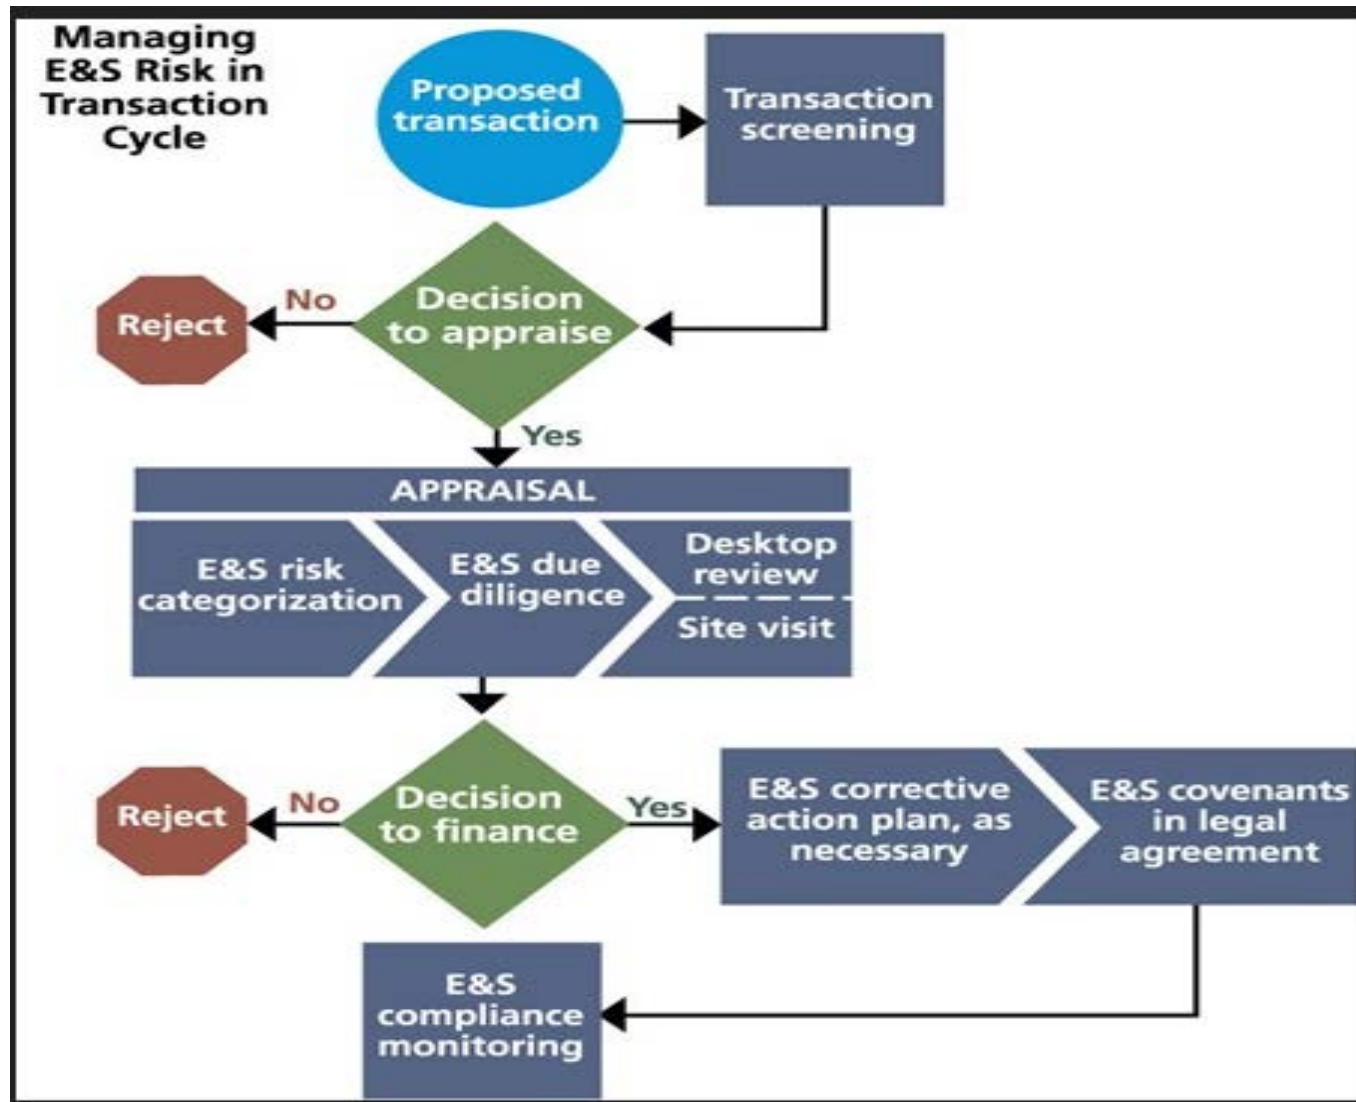 Managing
E&S Risk in
Transaction
Cycle
Proposed
transaction
Transaction
screening
Decision
to appraise
No
Reject
Yes
APPRAISAL
E&S risk
categorization
E&S due
diligence
Desktop
review
Site visit
Decision
to finance
No
Reject
Yes
E&S corrective
action plan, as
necessary
E&S covenants
in legal
agreement
E&S
compliance
monitoring